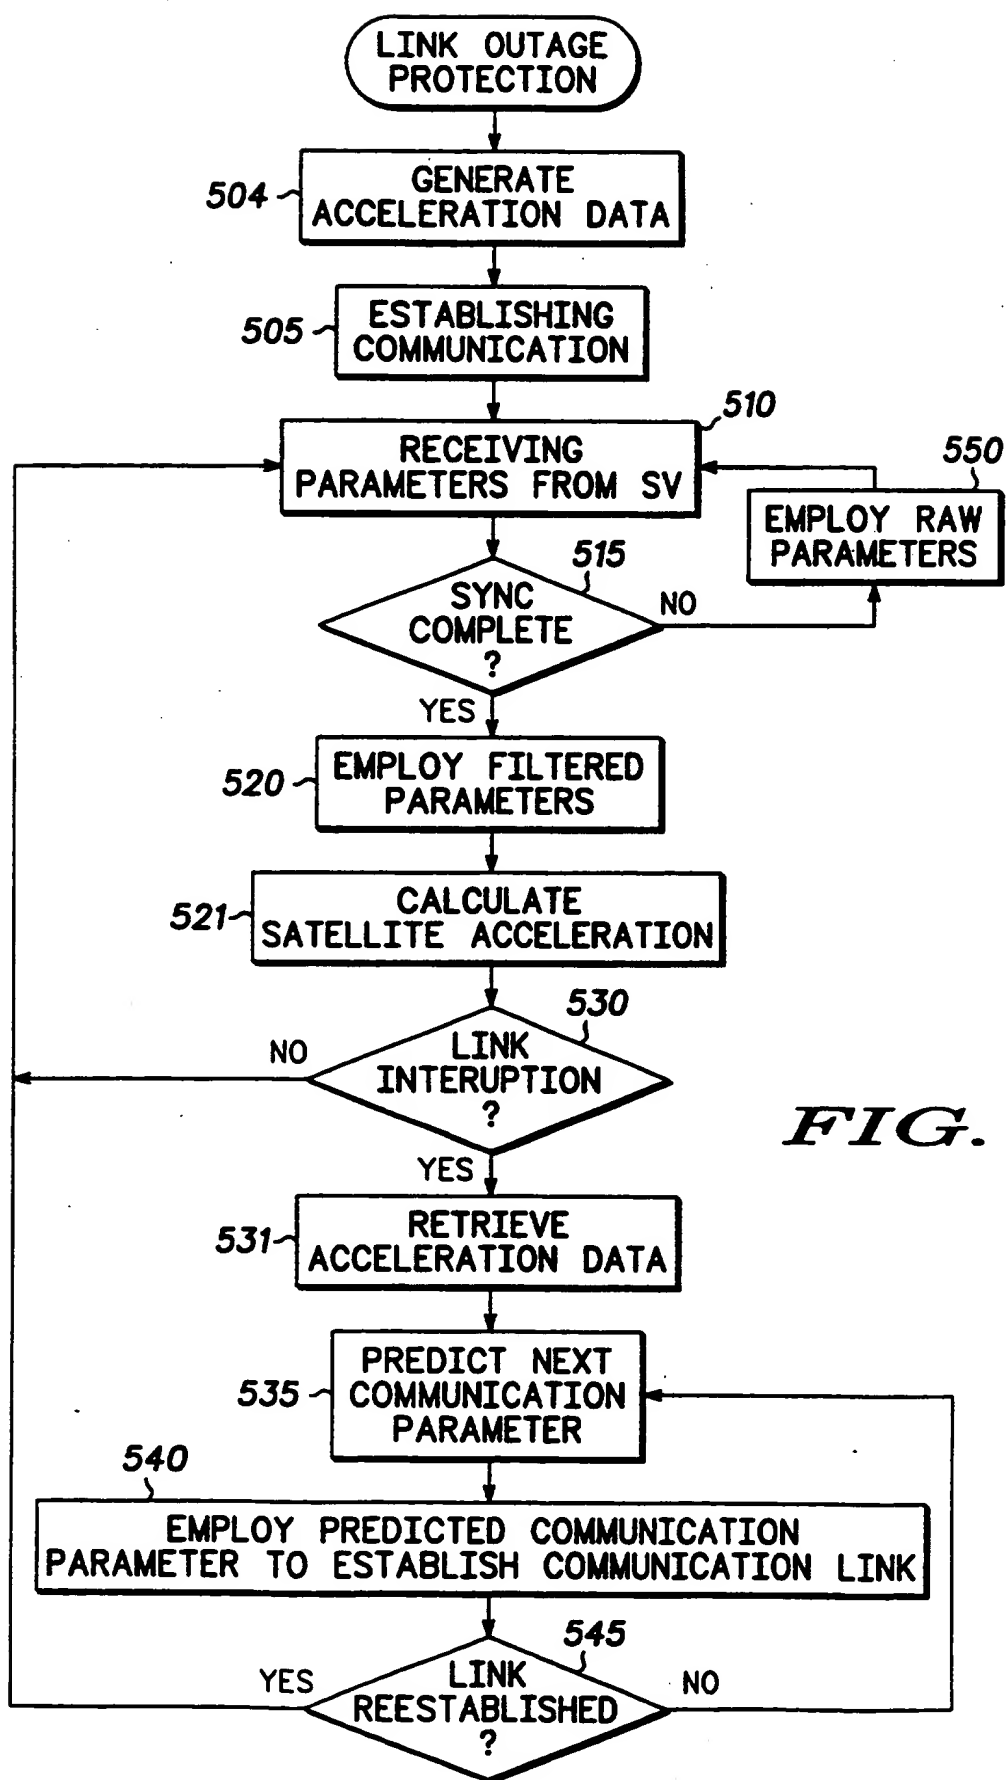 LINK OUTAGE
PROTECTION
504
GENERATE
ACCELERATION DATA
505
ESTABLISHING
COMMUNICATION
510
RECEIVING
PARAMETERS FROM SV
550
EMPLOY RAW
PARAMETERS
515
SYNC
COMPLETE
?
NO
YES
520
EMPLOY FILTERED
PARAMETERS
521
CALCULATE
SATELLITE ACCELERATION
530
NO
LINK
INTERUPTION
?
FIG.
YES
531
RETRIEVE
ACCELERATION DATA
535
PREDICT NEXT
COMMUNICATION
PARAMETER
540
EMPLOY PREDICTED COMMUNICATION
PARAMETER TO ESTABLISH COMMUNICATION LINK
545
YES
LINK
REESTABLISHED
?
NO